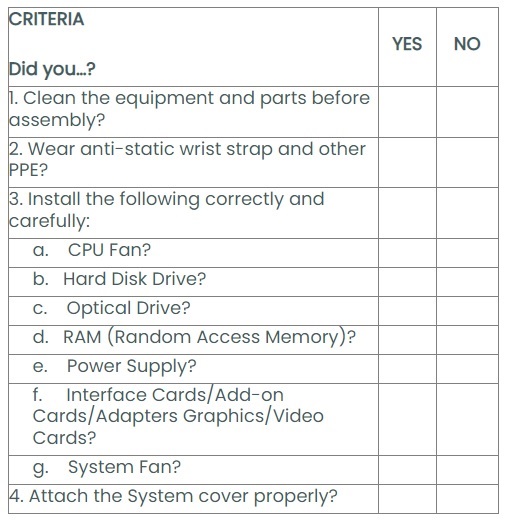 CRITERIA
YES NO
Did you...?
1. Clean the equipment and parts before
assembly?
2. Wear anti-static wrist strap and other
PPE?
3. Install the following correctly and
carefully:
a. CPU Fan?
b. Hard Disk Drive?
c. Optical Drive?
d. RAM (Random Access Memory)?
e. Power Supply?
f. Interface Cards/Add-on
Cards/Adapters Graphics/Video
Cards?
g. System Fan?
4. Attach the System cover properly?